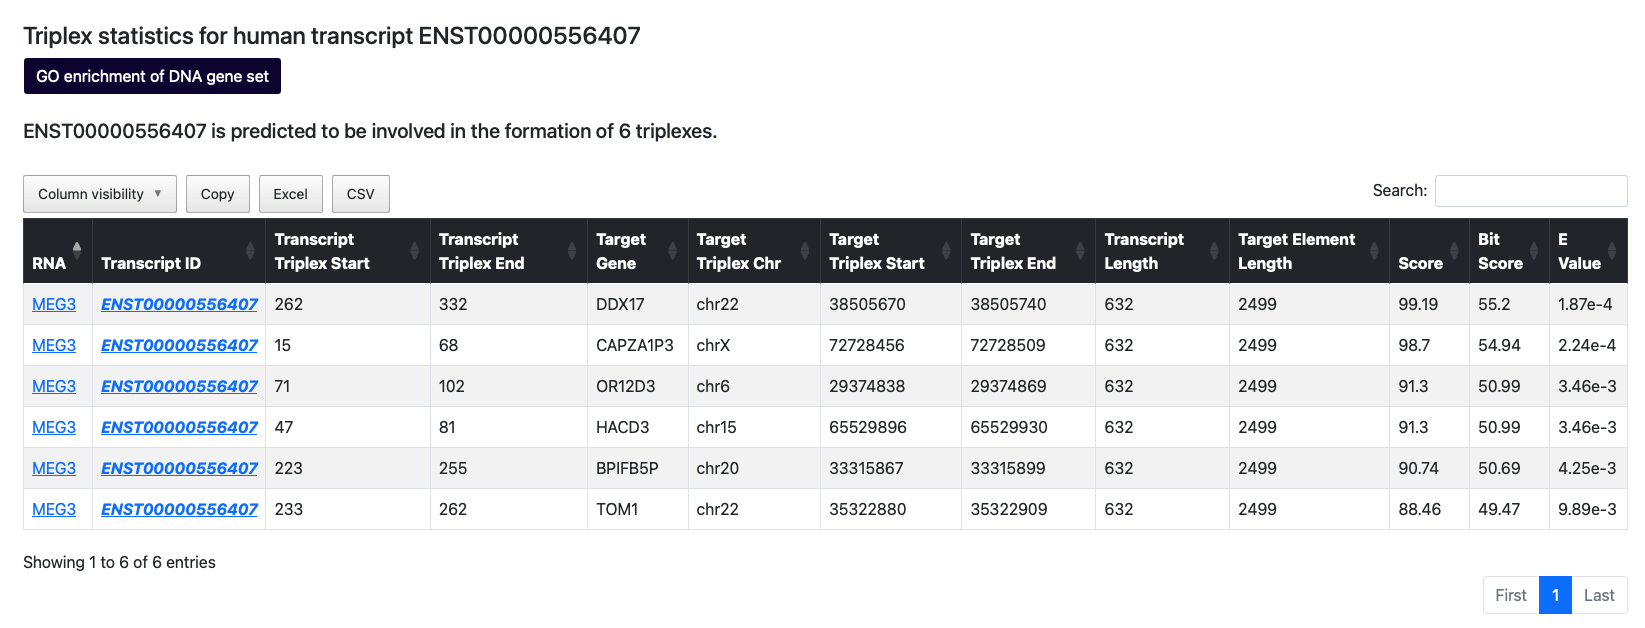 Triplex statistics for human transcript ENST00000556407
GO enrichment of DNA gene set
ENST00000556407 is predicted to be involved in the formation of 6 triplexes.
Column visibility ▼ Copy Excel CSV Search:
RNA Transcript ID Transcript Triplex Start Transcript Triplex End Target Gene Target Triplex Chr Target Triplex Start Target Triplex End Transcript Length Target Element Length Score Bit Score E Value
MEG3 ENST00000556407 262 332 DDX17 chr22 38505670 38505740 632 2499 99.19 55.2 1.87e-4
MEG3 ENST00000556407 15 68 CAPZA1P3 chrX 72728456 72728509 632 2499 98.7 54.94 2.24e-4
MEG3 ENST00000556407 71 102 OR12D3 chr6 29374838 29374869 632 2499 91.3 50.99 3.46e-3
MEG3 ENST00000556407 47 81 HACD3 chr15 65529896 65529930 632 2499 91.3 50.99 3.46e-3
MEG3 ENST00000556407 223 255 BPIFB5P chr20 33315867 33315899 632 2499 90.74 50.69 4.25e-3
MEG3 ENST00000556407 233 262 TOM1 chr22 35322880 35322909 632 2499 88.46 49.47 9.89e-3
Showing 1 to 6 of 6 entries
First 1 Last